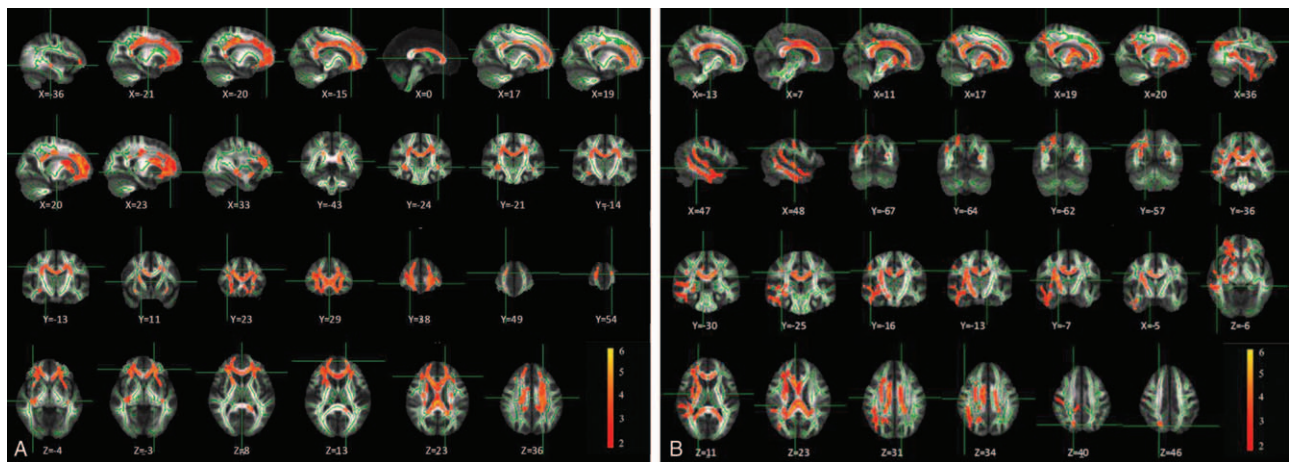 X=-36 X=-21 X=-20 X=-15 X=0 X=17 X=19
X=20 X=23 X=33 Y=-43 Y=-24 Y=-21 Y=-14
Y=-13 Y=11 Y=23 Y=29 Y=38 Y=49 Y=54
Z=-4 Z=-3 Z=8 Z=13 Z=23 Z=36
6
5
4
3
2
A
X=-13 X=7 X=11 X=17 X=19 X=20 X=36
X=47 X=48 Y=-67 Y=-64 Y=-62 Y=-57 Y=-36
Y=-30 Y=-25 Y=-16 Y=-13 Y=-7 X=-5 Z=-6
Z=11 Z=23 Z=31 Z=34 Z=40 Z=46
6
5
4
3
2
B